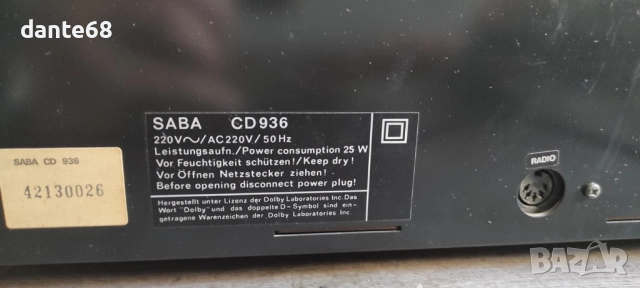 dante68
SABA CD936
220V～/AC220V/50Hz
Leistungsaufn./Power consumption 25 W
Vor Feuchtigkeit schützen!/Keep dry!
Vor Öffnen Netzstecker ziehen!
Before opening disconnect power plug!
Hergestellt unter Lizenz der Dolby Laboratories Inc. Das
Wort "Dolby" und das doppelte D-Symbol sind ein-
getragene Warenzeichen der Dolby Laboratories Inc.
SABA CD 936
42130026
RADIO
BAZAR